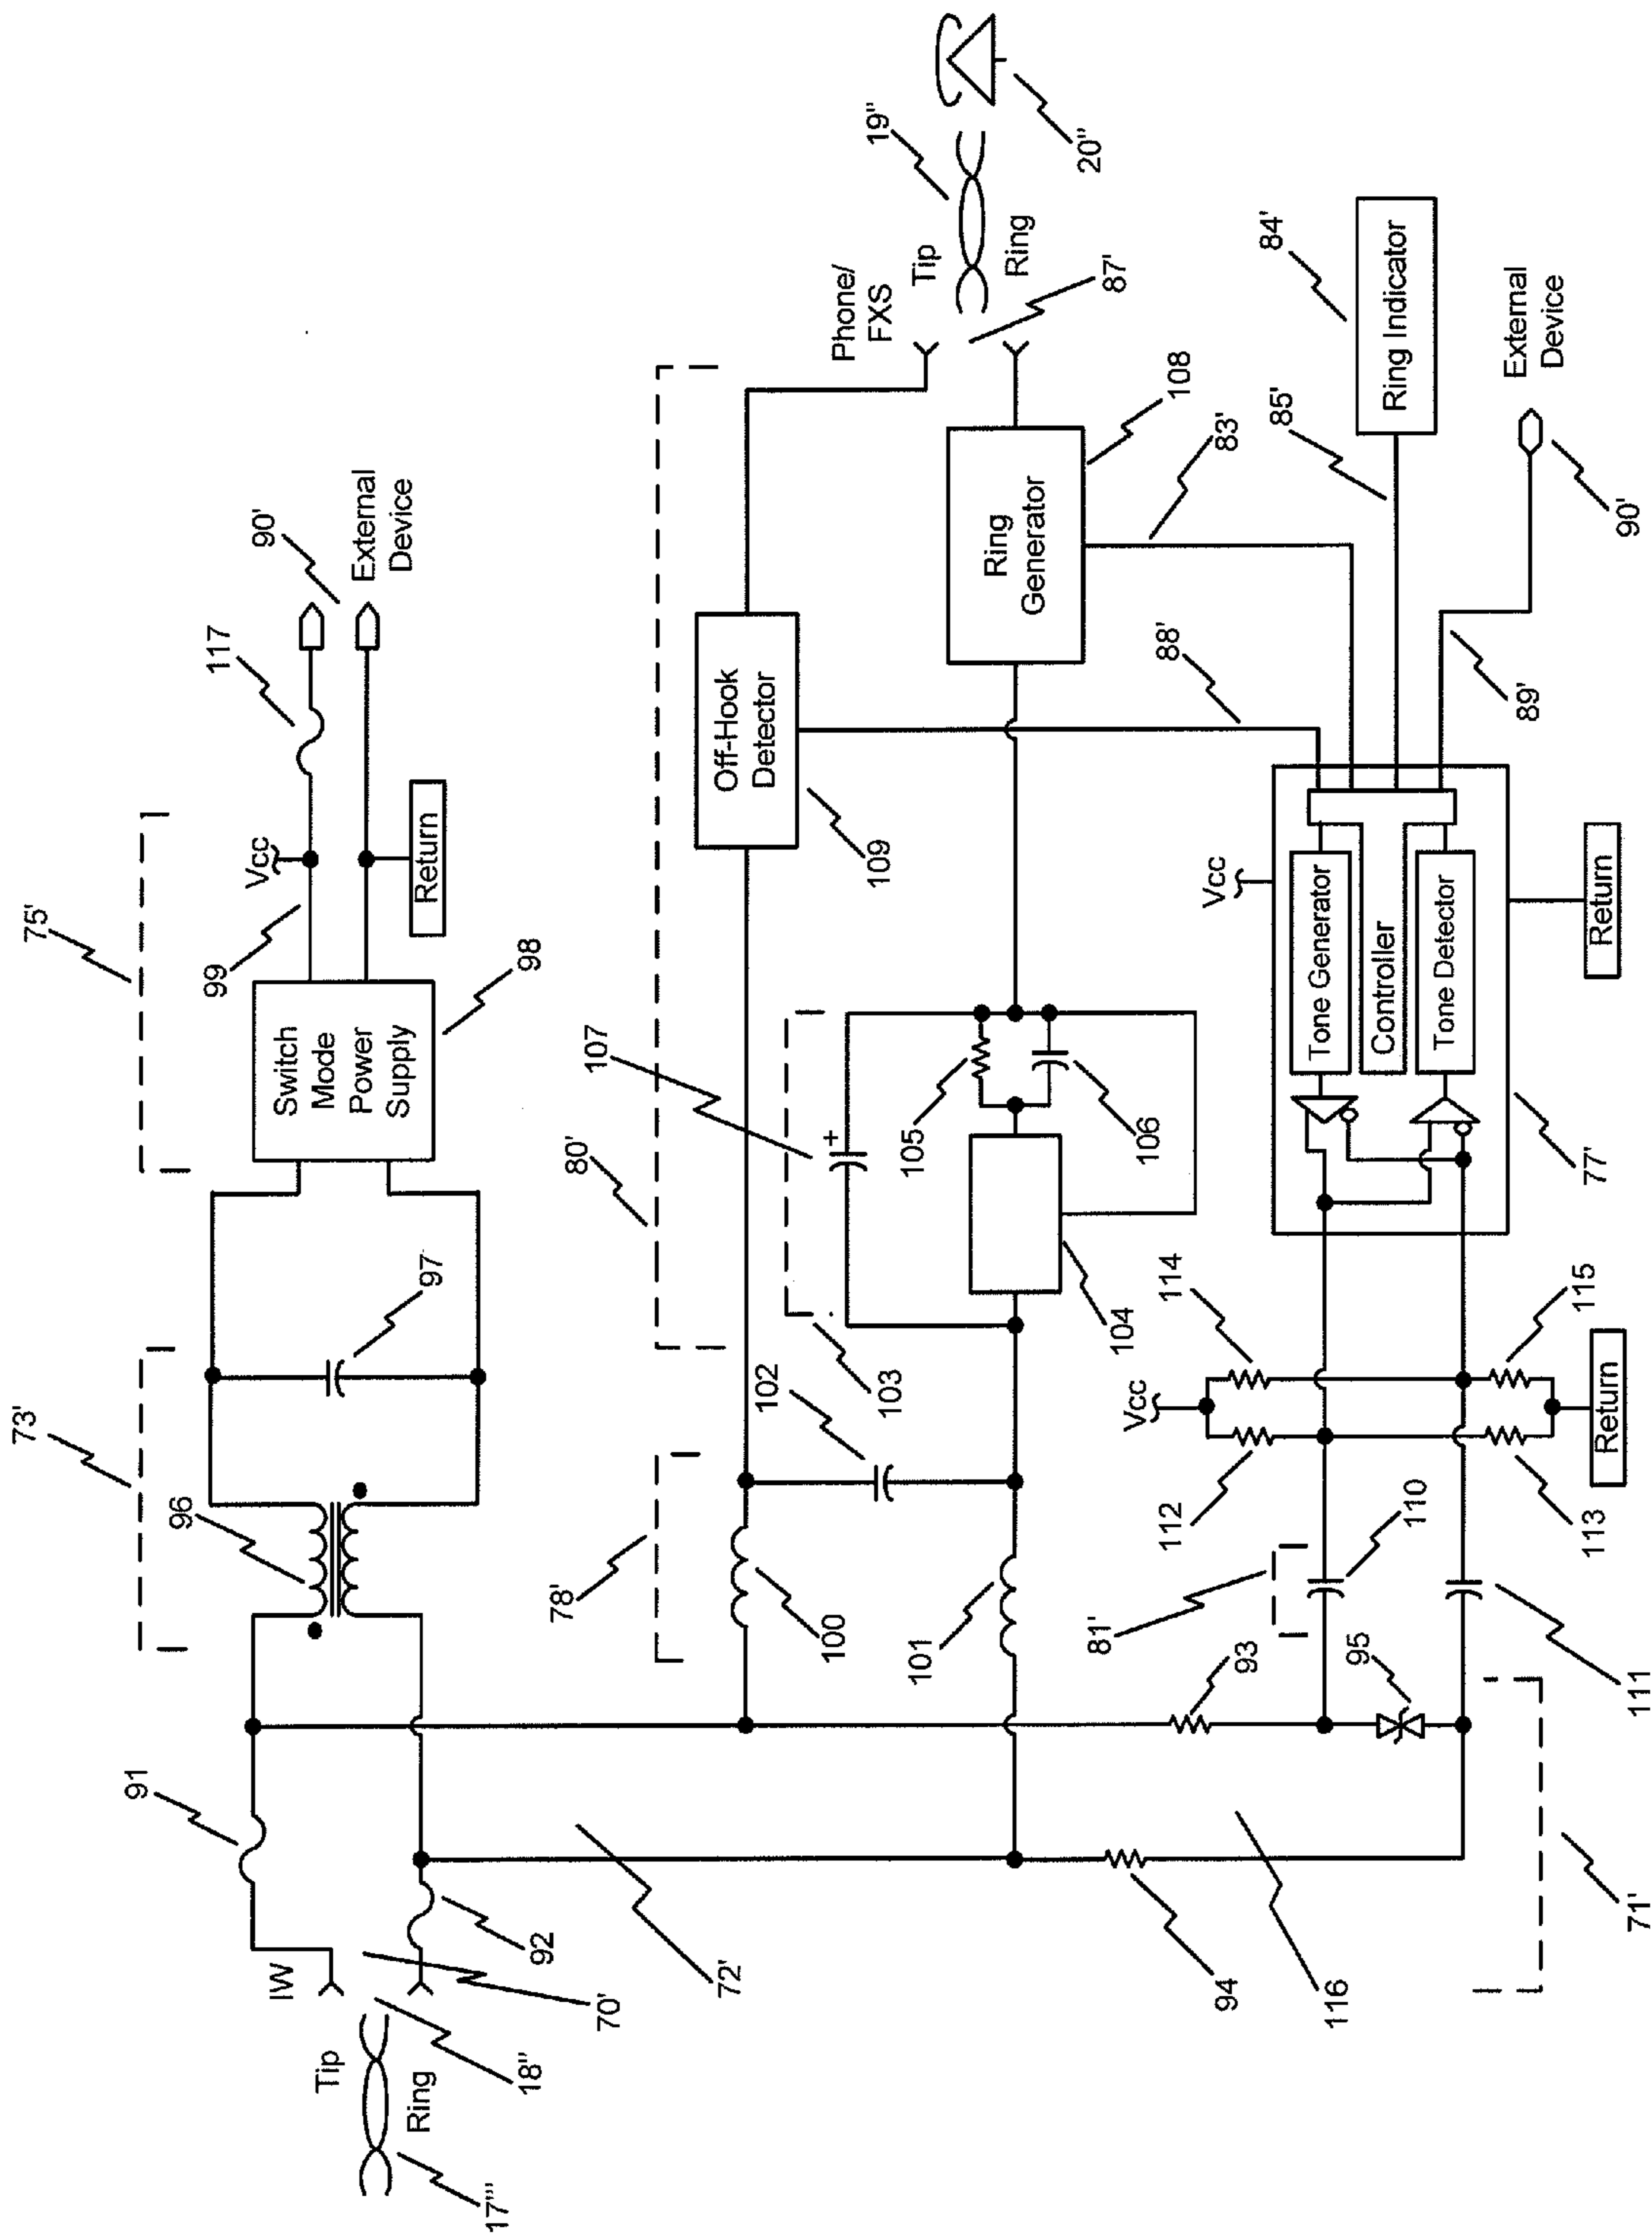 17'''
Tip
Ring
18"
IW
70'
91
92
72'
73'
96
97
75'
Switch
Mode
Power
Supply
98
99
Vcc
Return
117
90'
External
Device
78'
100
101
102
80'
103
104
105
106
107
+
Off-Hook
Detector
109
Ring
Generator
108
83'
88'
Phone/
FXS
Tip
Ring
87'
19"
20"
71'
93
94
95
116
81'
110
111
112
113
114
115
Vcc
Return
77'
Tone Generator
Controller
Tone Detector
Vcc
Return
85'
Ring Indicator
84'
89'
External
Device
90'